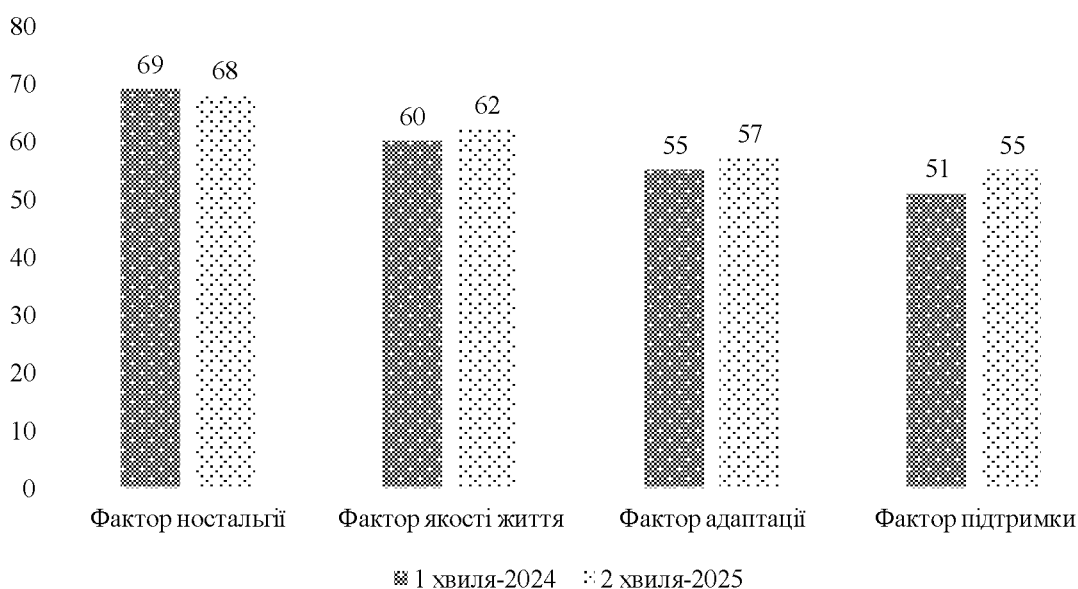 80
70
60
50
40
30
20
10
0
69
68
60
62
55
57
51
55
Фактор ностальгії
Фактор якості життя
Фактор адаптації
Фактор підтримки
1 хвиля-2024
2 хвиля-2025